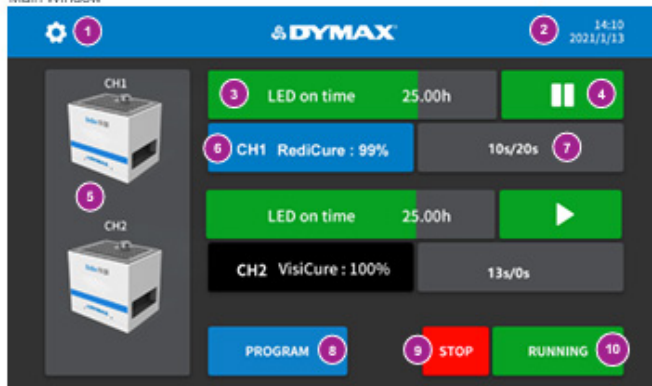 Main Window
1
DYMAX
2
14:10
2021/1/13
CH1
3
LED on time 25.00h
4
6
CH1 RediCure : 99%
10s/20s
7
5
CH2
LED on time 25.00h
CH2 VisiCure : 100%
13s/0s
PROGRAM
8
9
STOP
RUNNING
10